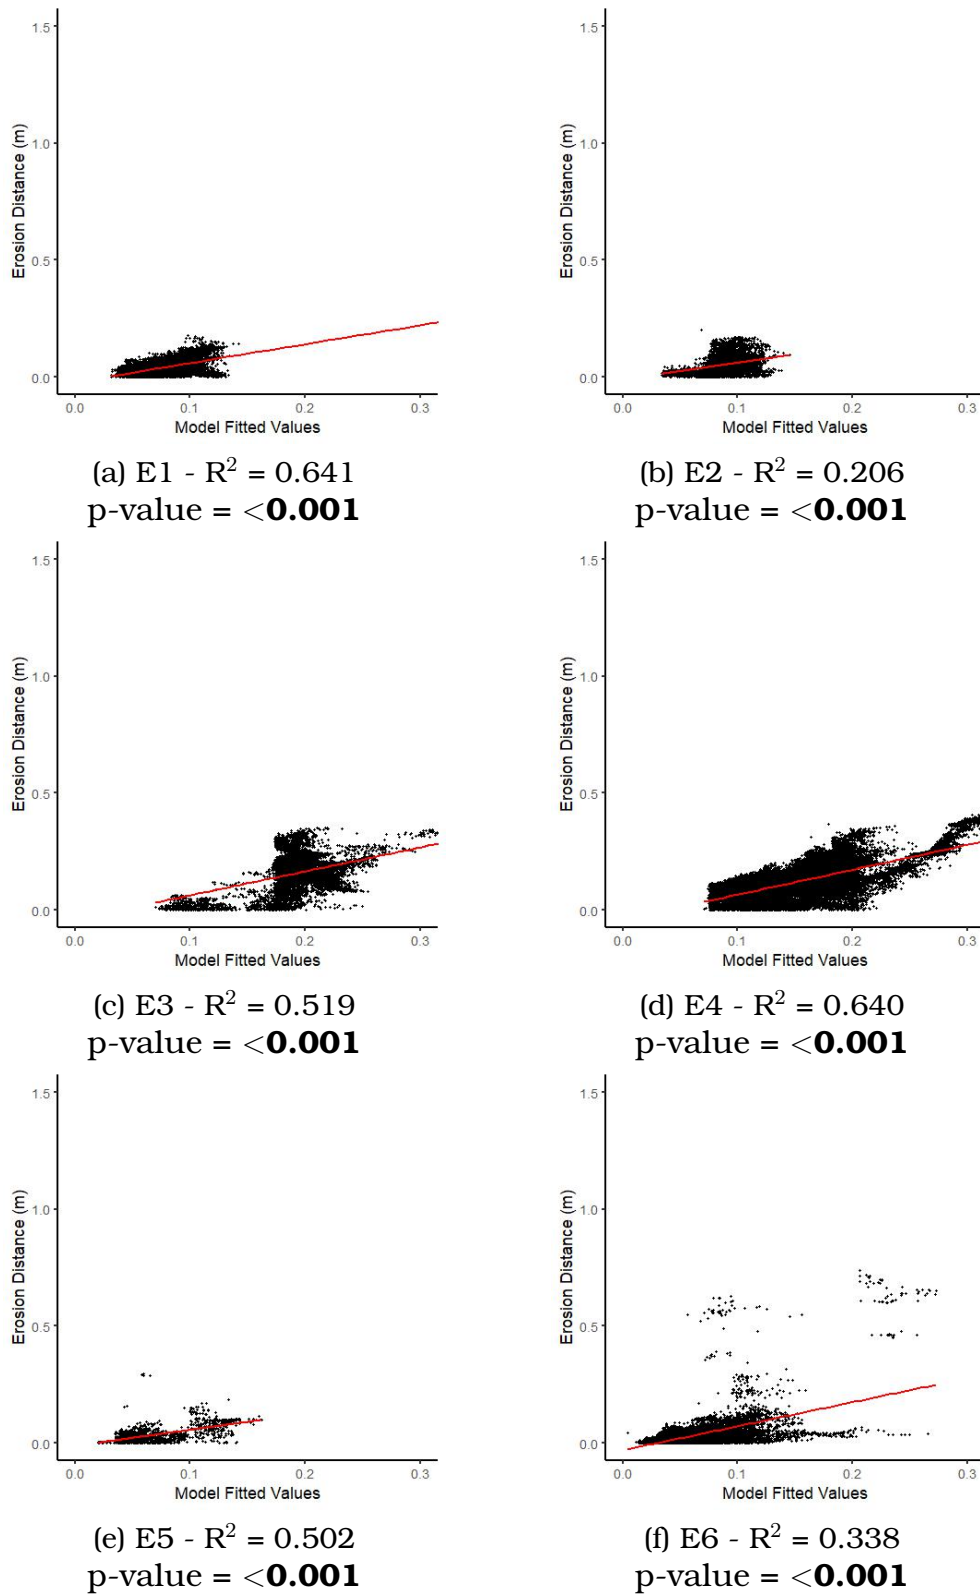 1.5
1.0
0.5
0.0
Erosion Distance (m)
0.0 0.1 0.2 0.3
Model Fitted Values
(a) E1 - R² = 0.641
p-value = <0.001
1.5
1.0
0.5
0.0
Erosion Distance (m)
0.0 0.1 0.2 0.3
Model Fitted Values
(b) E2 - R² = 0.206
p-value = <0.001
1.5
1.0
0.5
0.0
Erosion Distance (m)
0.0 0.1 0.2 0.3
Model Fitted Values
(c) E3 - R² = 0.519
p-value = <0.001
1.5
1.0
0.5
0.0
Erosion Distance (m)
0.0 0.1 0.2 0.3
Model Fitted Values
(d) E4 - R² = 0.640
p-value = <0.001
1.5
1.0
0.5
0.0
Erosion Distance (m)
0.0 0.1 0.2 0.3
Model Fitted Values
(e) E5 - R² = 0.502
p-value = <0.001
1.5
1.0
0.5
0.0
Erosion Distance (m)
0.0 0.1 0.2 0.3
Model Fitted Values
(f) E6 - R² = 0.338
p-value = <0.001